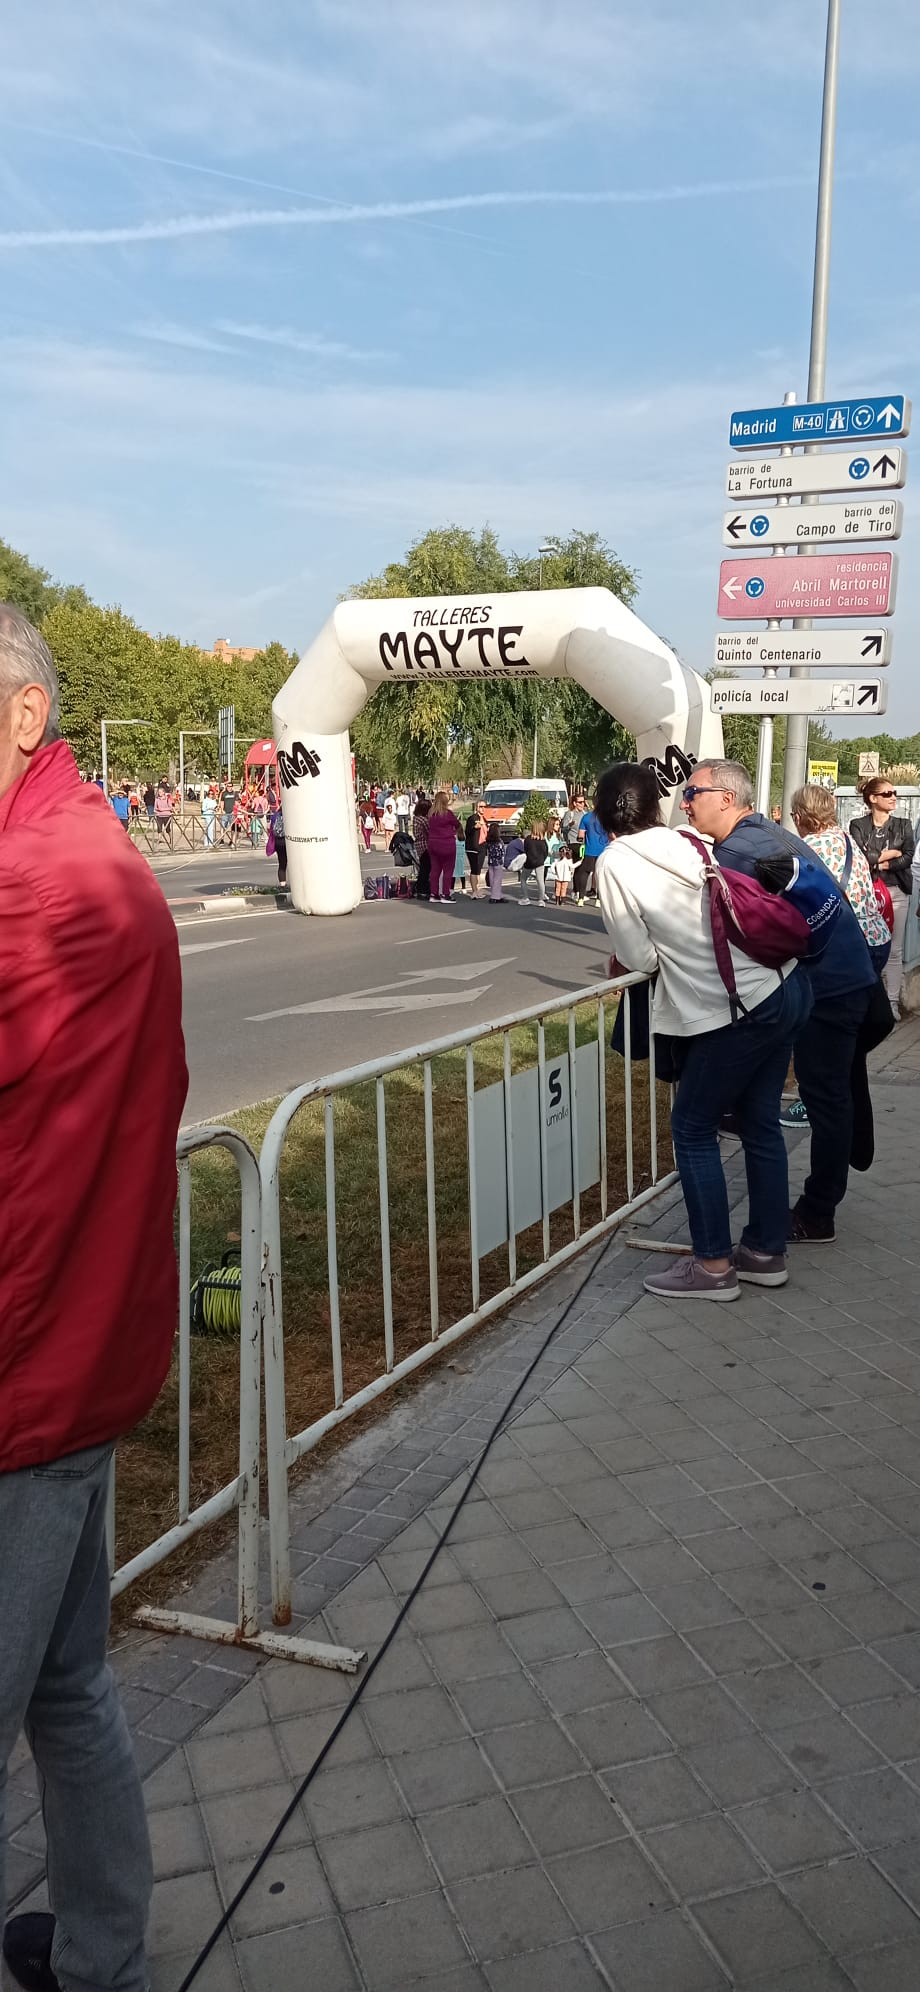 Madrid M-40
barrio de
La Fortuna
barrio del
Campo de Tiro
residencia
Abril Martorell
universidad Carlos III
barrio del
Quinto Centenario
policía local
TALLERES
MAYTE
www.TALLERESMAYTE.com
S
COBENDAS